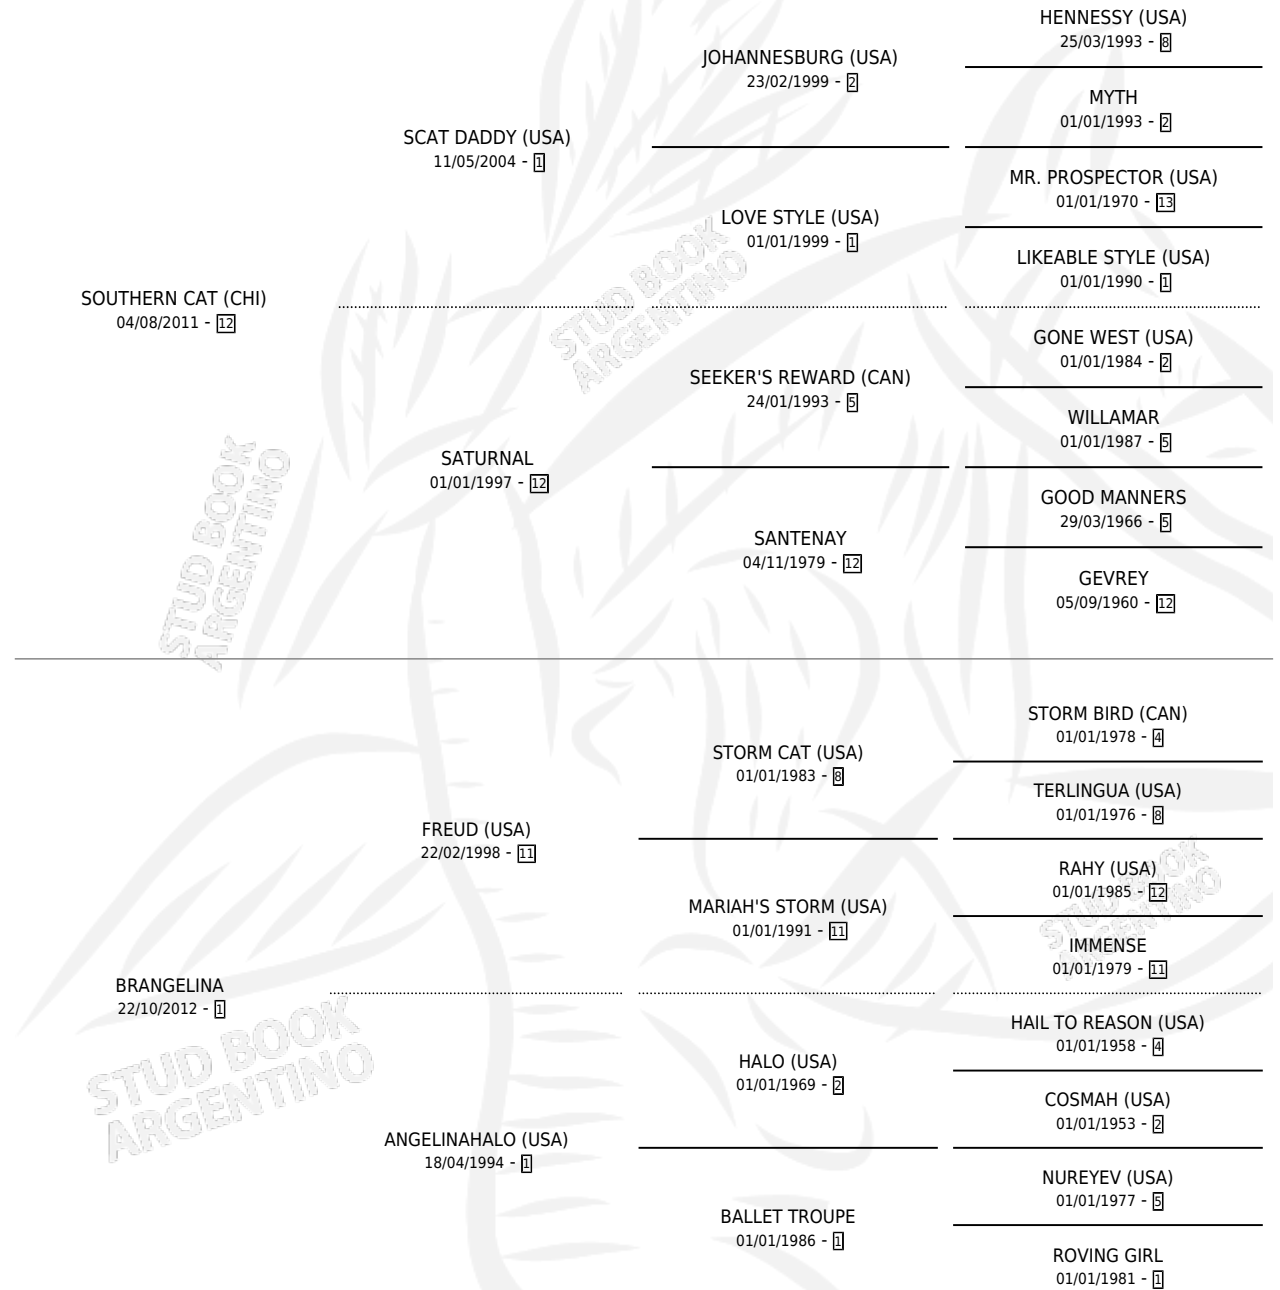 HENNESSY (USA)
25/03/1993 - 8
JOHANNESBURG (USA)
23/02/1999 - 2
MYTH
01/01/1993 - 2
SCAT DADDY (USA)
11/05/2004 - 1
MR. PROSPECTOR (USA)
01/01/1970 - 13
LOVE STYLE (USA)
01/01/1999 - 1
LIKEABLE STYLE (USA)
01/01/1990 - 1
SOUTHERN CAT (CHI)
04/08/2011 - 12
STUD BOOK
ARGENTINO
GONE WEST (USA)
01/01/1984 - 2
SEEKER'S REWARD (CAN)
24/01/1993 - 5
WILLAMAR
01/01/1987 - 5
SATURNAL
01/01/1997 - 12
GOOD MANNERS
29/03/1966 - 5
SANTENAY
04/11/1979 - 12
GEVREY
05/09/1960 - 12
STUD BOOK
ARGENTINO
STORM BIRD (CAN)
01/01/1978 - 4
STORM CAT (USA)
01/01/1983 - 8
TERLINGUA (USA)
01/01/1976 - 8
FREUD (USA)
22/02/1998 - 11
RAHY (USA)
01/01/1985 - 12
MARIAH'S STORM (USA)
01/01/1991 - 11
STUD BOOK
ARGENTINO
IMMENSE
01/01/1979 - 11
BRANGELINA
22/10/2012 - 1
HAIL TO REASON (USA)
01/01/1958 - 4
HALO (USA)
01/01/1969 - 2
COSMAH (USA)
01/01/1953 - 2
STUD BOOK
ARGENTINO
ANGELINAHALO (USA)
18/04/1994 - 1
NUREYEV (USA)
01/01/1977 - 5
BALLET TROUPE
01/01/1986 - 1
ROVING GIRL
01/01/1981 - 1